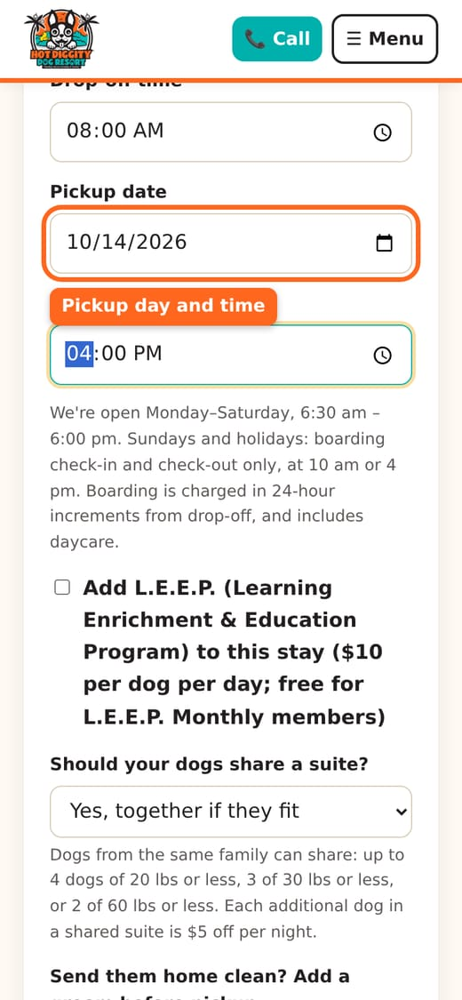 HOT DIGGITY
DOG RESORT
📞 Call
☰ Menu
Drop-off time
08:00 AM
Pickup date
10/14/2026
Pickup day and time
04:00 PM
We're open Monday–Saturday, 6:30 am –
6:00 pm. Sundays and holidays: boarding
check-in and check-out only, at 10 am or 4
pm. Boarding is charged in 24-hour
increments from drop-off, and includes
daycare.
Add L.E.E.P. (Learning
Enrichment & Education
Program) to this stay ($10
per dog per day; free for
L.E.E.P. Monthly members)
Should your dogs share a suite?
Yes, together if they fit
Dogs from the same family can share: up to
4 dogs of 20 lbs or less, 3 of 30 lbs or less,
or 2 of 60 lbs or less. Each additional dog in
a shared suite is $5 off per night.
Send them home clean? Add a
groom before pickup